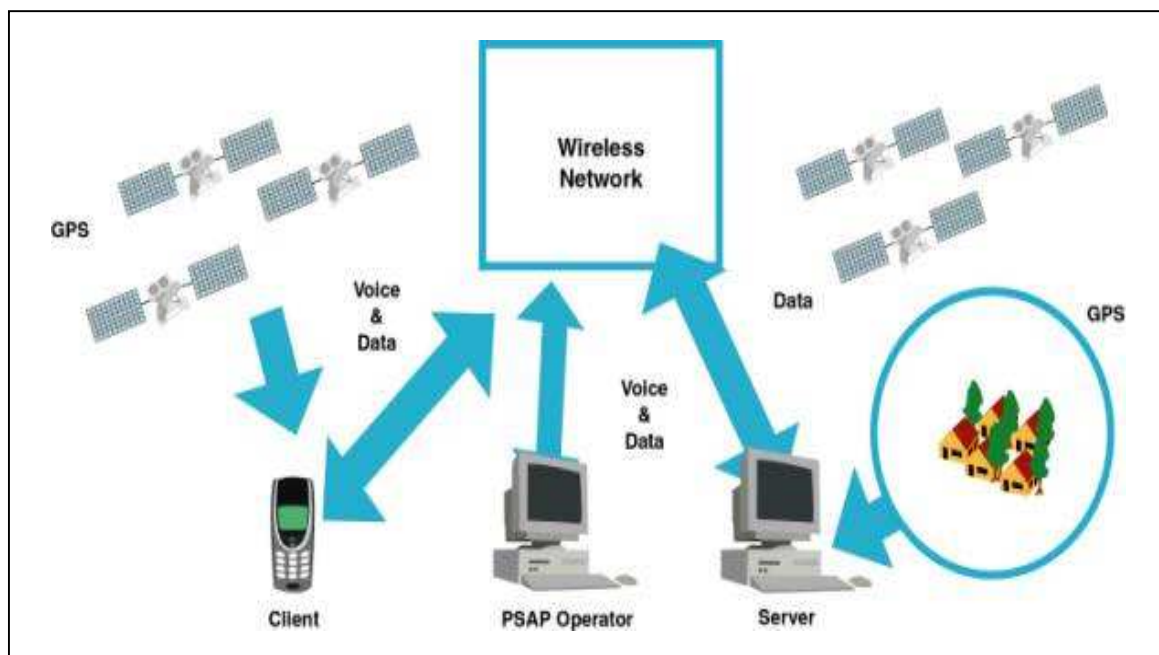 Wireless
Network
GPS
Voice
&
Data
Data
GPS
Voice
&
Data
Client
PSAP Operator
Server